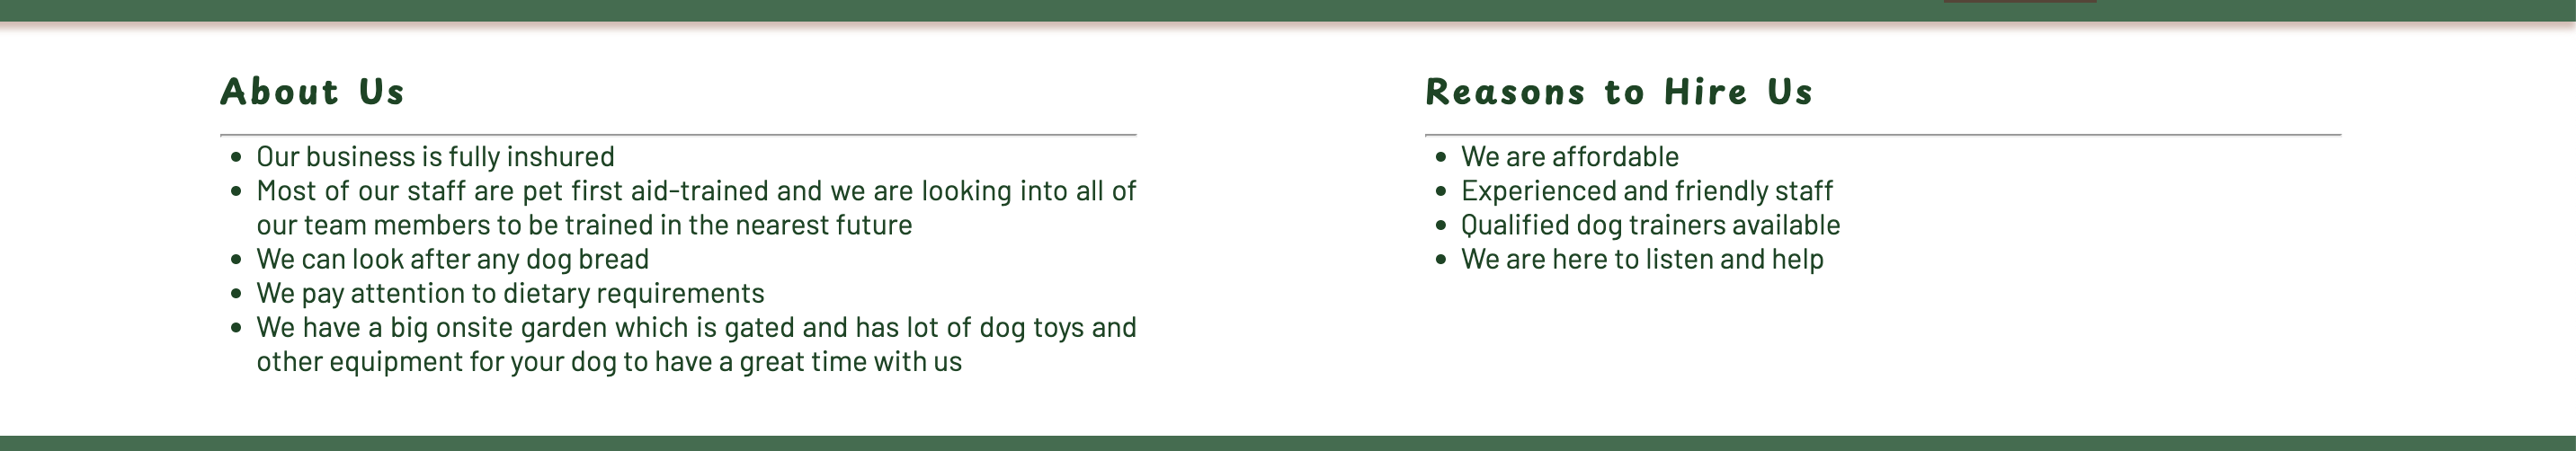 About Us
Our business is fully inshured
Most of our staff are pet first aid-trained and we are looking into all of
our team members to be trained in the nearest future
We can look after any dog bread
We pay attention to dietary requirements
We have a big onsite garden which is gated and has lot of dog toys and
other equipment for your dog to have a great time with us
Reasons to Hire Us
We are affordable
Experienced and friendly staff
Qualified dog trainers available
We are here to listen and help